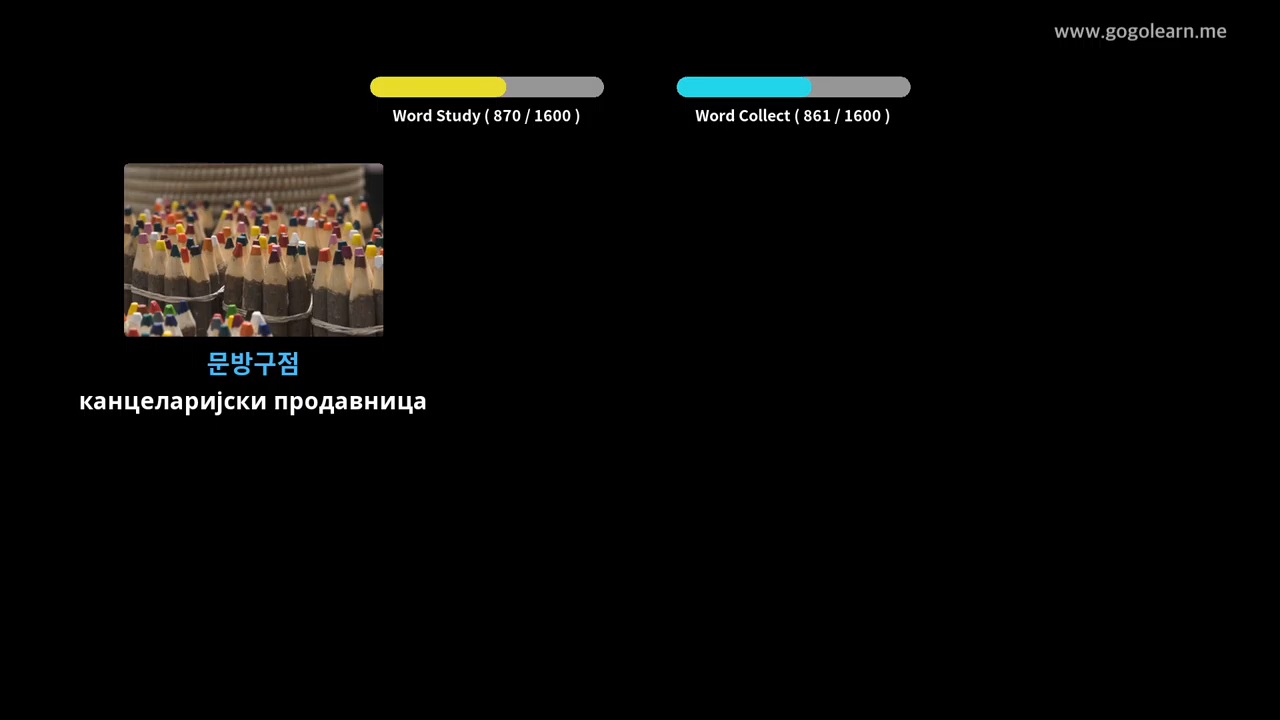 www.gogolearn.me
Word Study ( 870 / 1600 )
Word Collect ( 861 / 1600 )
문방구점
канцеларијски продавница